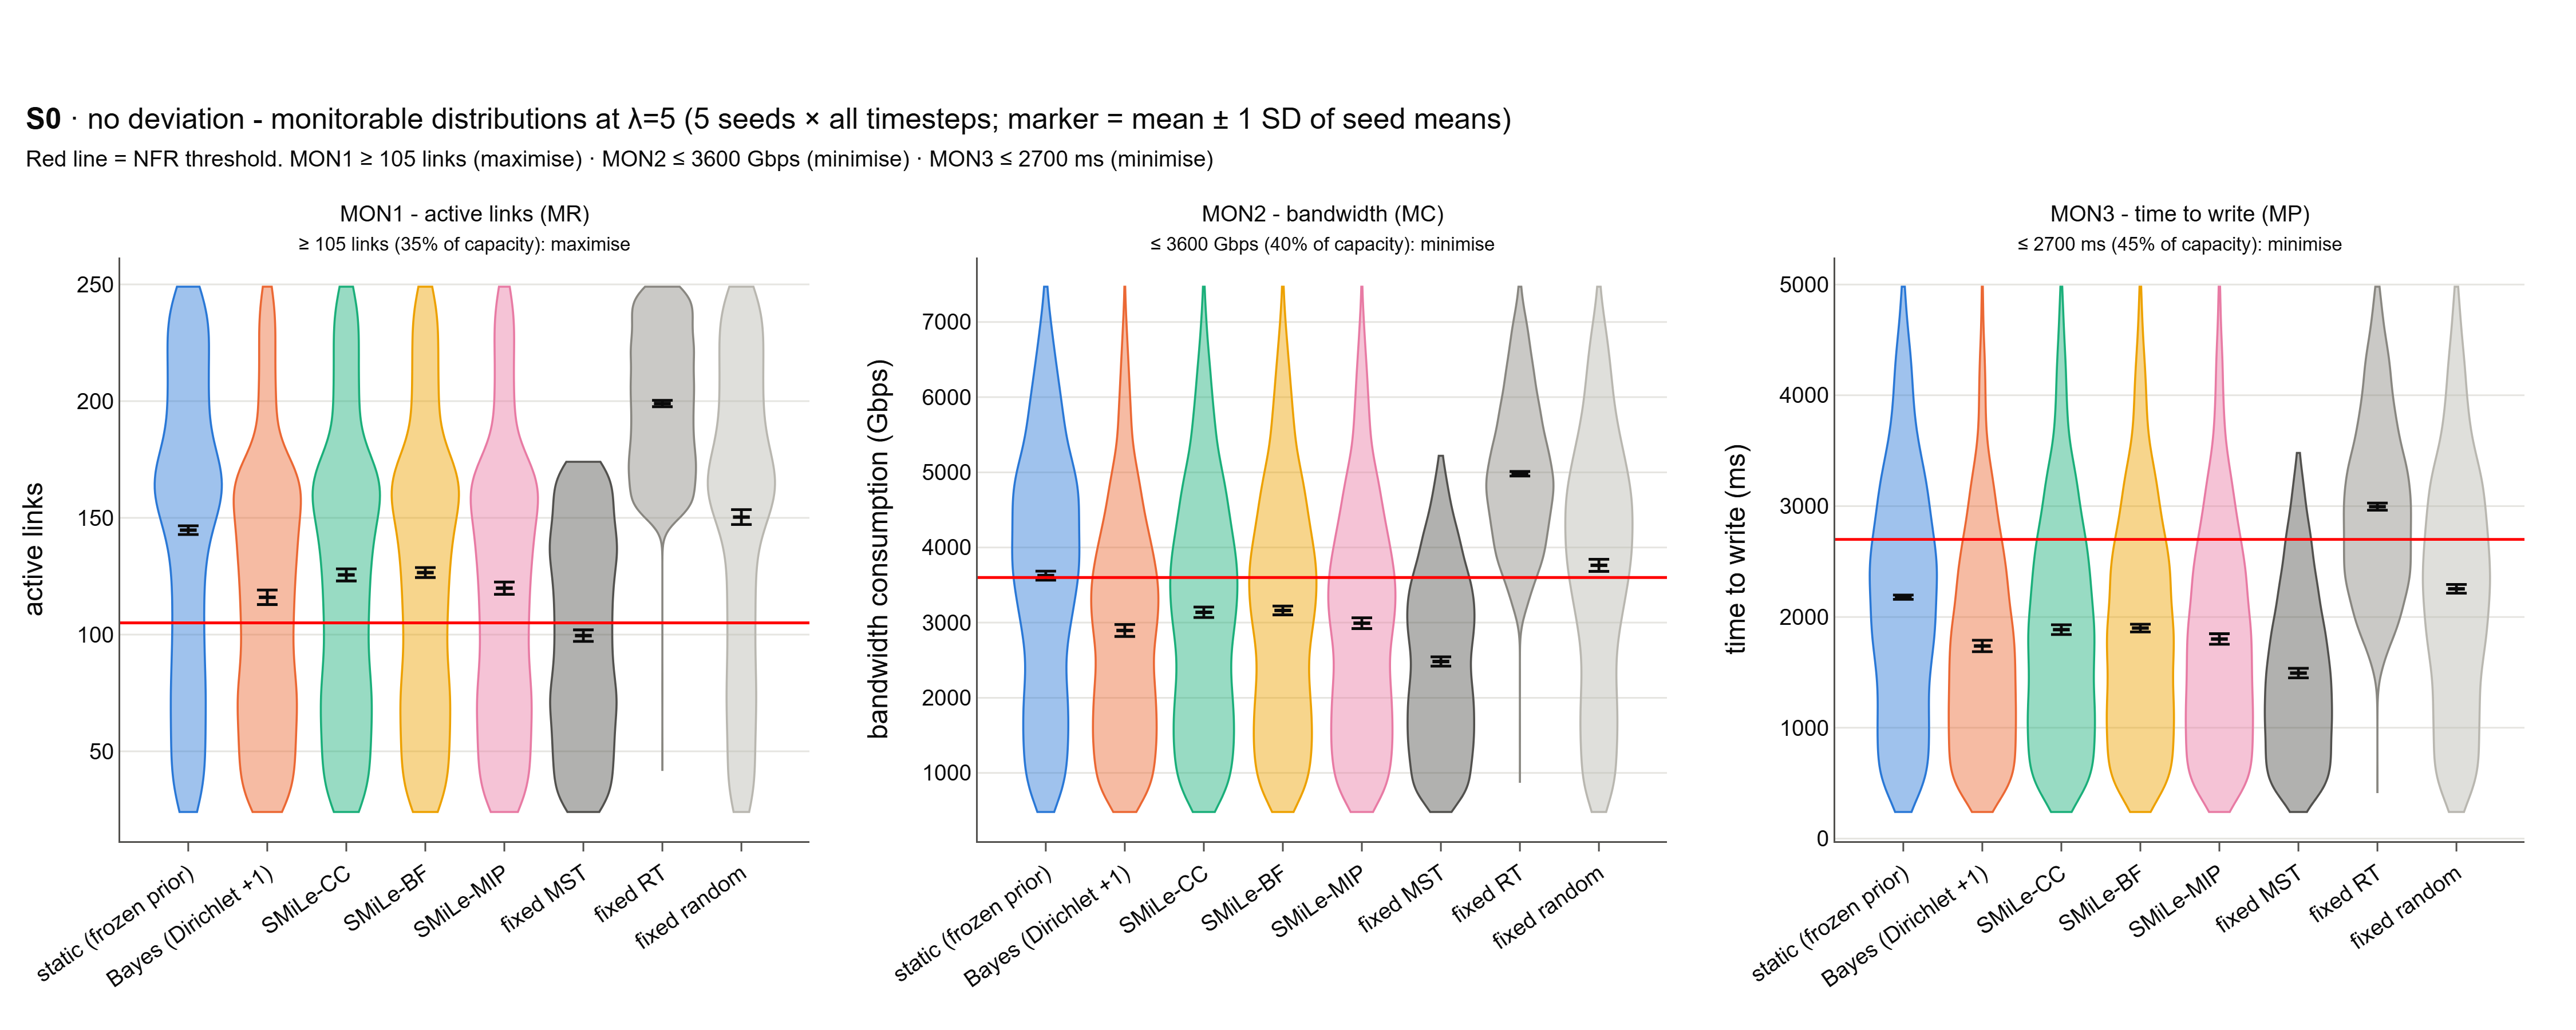 S0 · no deviation - monitorable distributions at λ=5 (5 seeds × all timesteps; marker = mean ± 1 SD of seed means)
Red line = NFR threshold. MON1 ≥ 105 links (maximise) · MON2 ≤ 3600 Gbps (minimise) · MON3 ≤ 2700 ms (minimise)
MON1 - active links (MR)
≥ 105 links (35% of capacity): maximise
active links
250
200
150
100
50
static (frozen prior)
Bayes (Dirichlet +1)
SMiLe-CC
SMiLe-BF
SMiLe-MIP
fixed MST
fixed RT
fixed random
MON2 - bandwidth (MC)
≤ 3600 Gbps (40% of capacity): minimise
bandwidth consumption (Gbps)
7000
6000
5000
4000
3000
2000
1000
static (frozen prior)
Bayes (Dirichlet +1)
SMiLe-CC
SMiLe-BF
SMiLe-MIP
fixed MST
fixed RT
fixed random
MON3 - time to write (MP)
≤ 2700 ms (45% of capacity): minimise
time to write (ms)
5000
4000
3000
2000
1000
0
static (frozen prior)
Bayes (Dirichlet +1)
SMiLe-CC
SMiLe-BF
SMiLe-MIP
fixed MST
fixed RT
fixed random